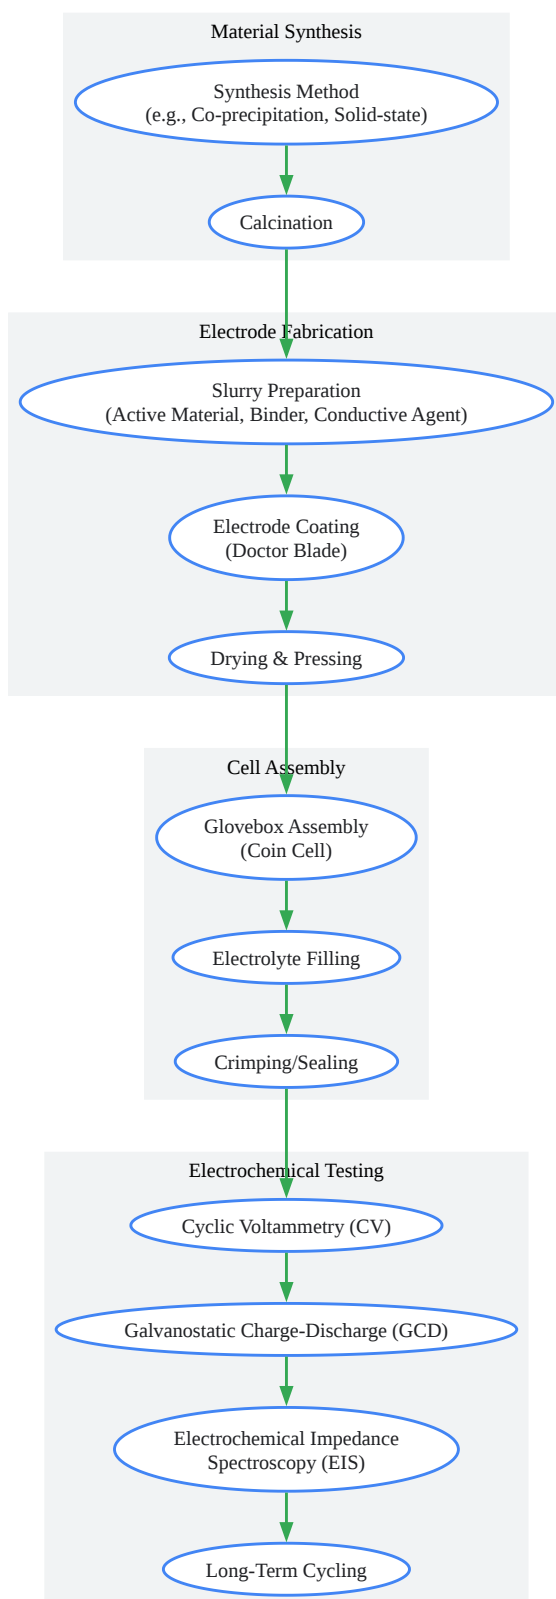 Material Synthesis
Synthesis Method
(e.g., Co-precipitation, Solid-state)
Calcination
Electrode Fabrication
Slurry Preparation
(Active Material, Binder, Conductive Agent)
Electrode Coating
(Doctor Blade)
Drying & Pressing
Cell Assembly
Glovebox Assembly
(Coin Cell)
Electrolyte Filling
Crimping/Sealing
Electrochemical Testing
Cyclic Voltammetry (CV)
Galvanostatic Charge-Discharge (GCD)
Electrochemical Impedance
Spectroscopy (EIS)
Long-Term Cycling